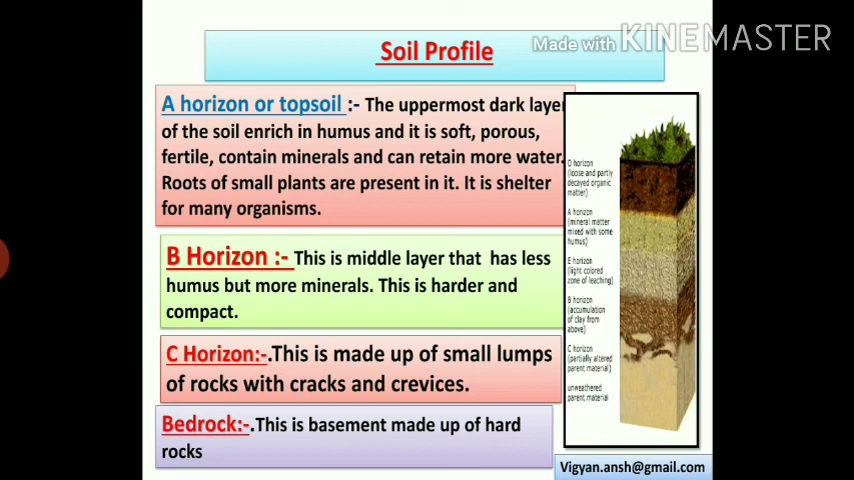 Made with KINEMASTER
Soil Profile
A horizon or topsoil :- The uppermost dark layer
of the soil enrich in humus and it is soft, porous,
fertile, contain minerals and can retain more water.
Roots of small plants are present in it. It is shelter
for many organisms.
B Horizon :- This is middle layer that has less
humus but more minerals. This is harder and
compact.
C Horizon:-.This is made up of small lumps
of rocks with cracks and crevices.
Bedrock:-.This is basement made up of hard
rocks
O horizon
(loose and partly
decayed organic
matter)
A horizon
(mineral matter
mixed with some
humus)
E horizon
(light colored
zone of leaching)
B horizon
(accumulation
of clay from
above)
C horizon
(partially altered
parent material)
unweathered
parent material
Vigyan.ansh@gmail.com